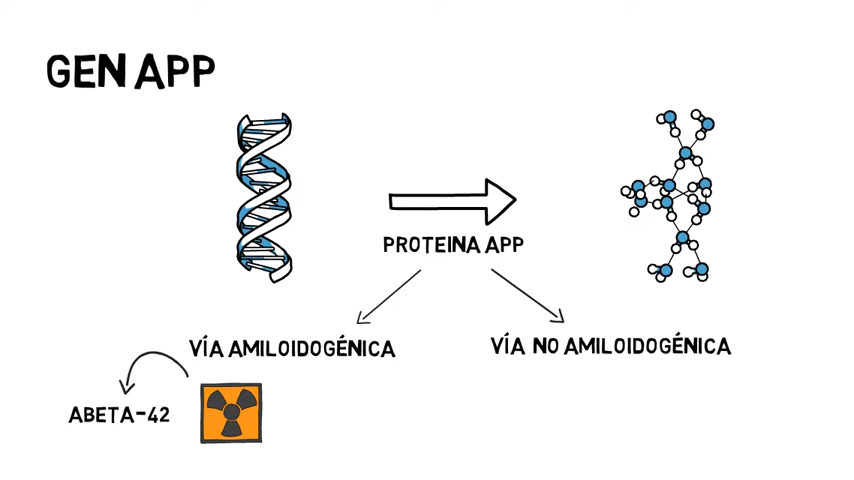 GEN APP
PROTEINA APP
VÍA AMILOIDOGÉNICA
VÍA NO AMILOIDOGÉNICA
ABETA-42